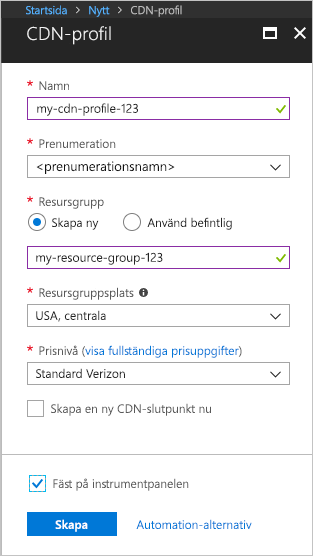 Startsida > Nytt > CDN-profil
CDN-profil
* Namn
my-cdn-profile-123
* Prenumeration
<prenumerationsnamn>
* Resursgrupp
Skapa ny Använd befintlig
my-resource-group-123
* Resursgruppsplats
USA, centrala
* Prisnivå (visa fullständiga prisuppgifter)
Standard Verizon
Skapa en ny CDN-slutpunkt nu
Fäst på instrumentpanelen
Skapa Automation-alternativ